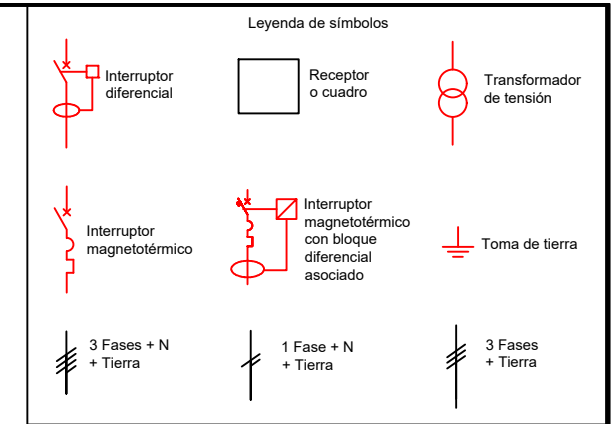 Leyenda de símbolos
Interruptor
diferencial
Receptor
o cuadro
Transformador
de tensión
Interruptor
magnetotérmico
Interruptor
magnetotérmico
con bloque
diferencial
asociado
Toma de tierra
3 Fases + N
+ Tierra
1 Fase + N
+ Tierra
3 Fases
+ Tierra